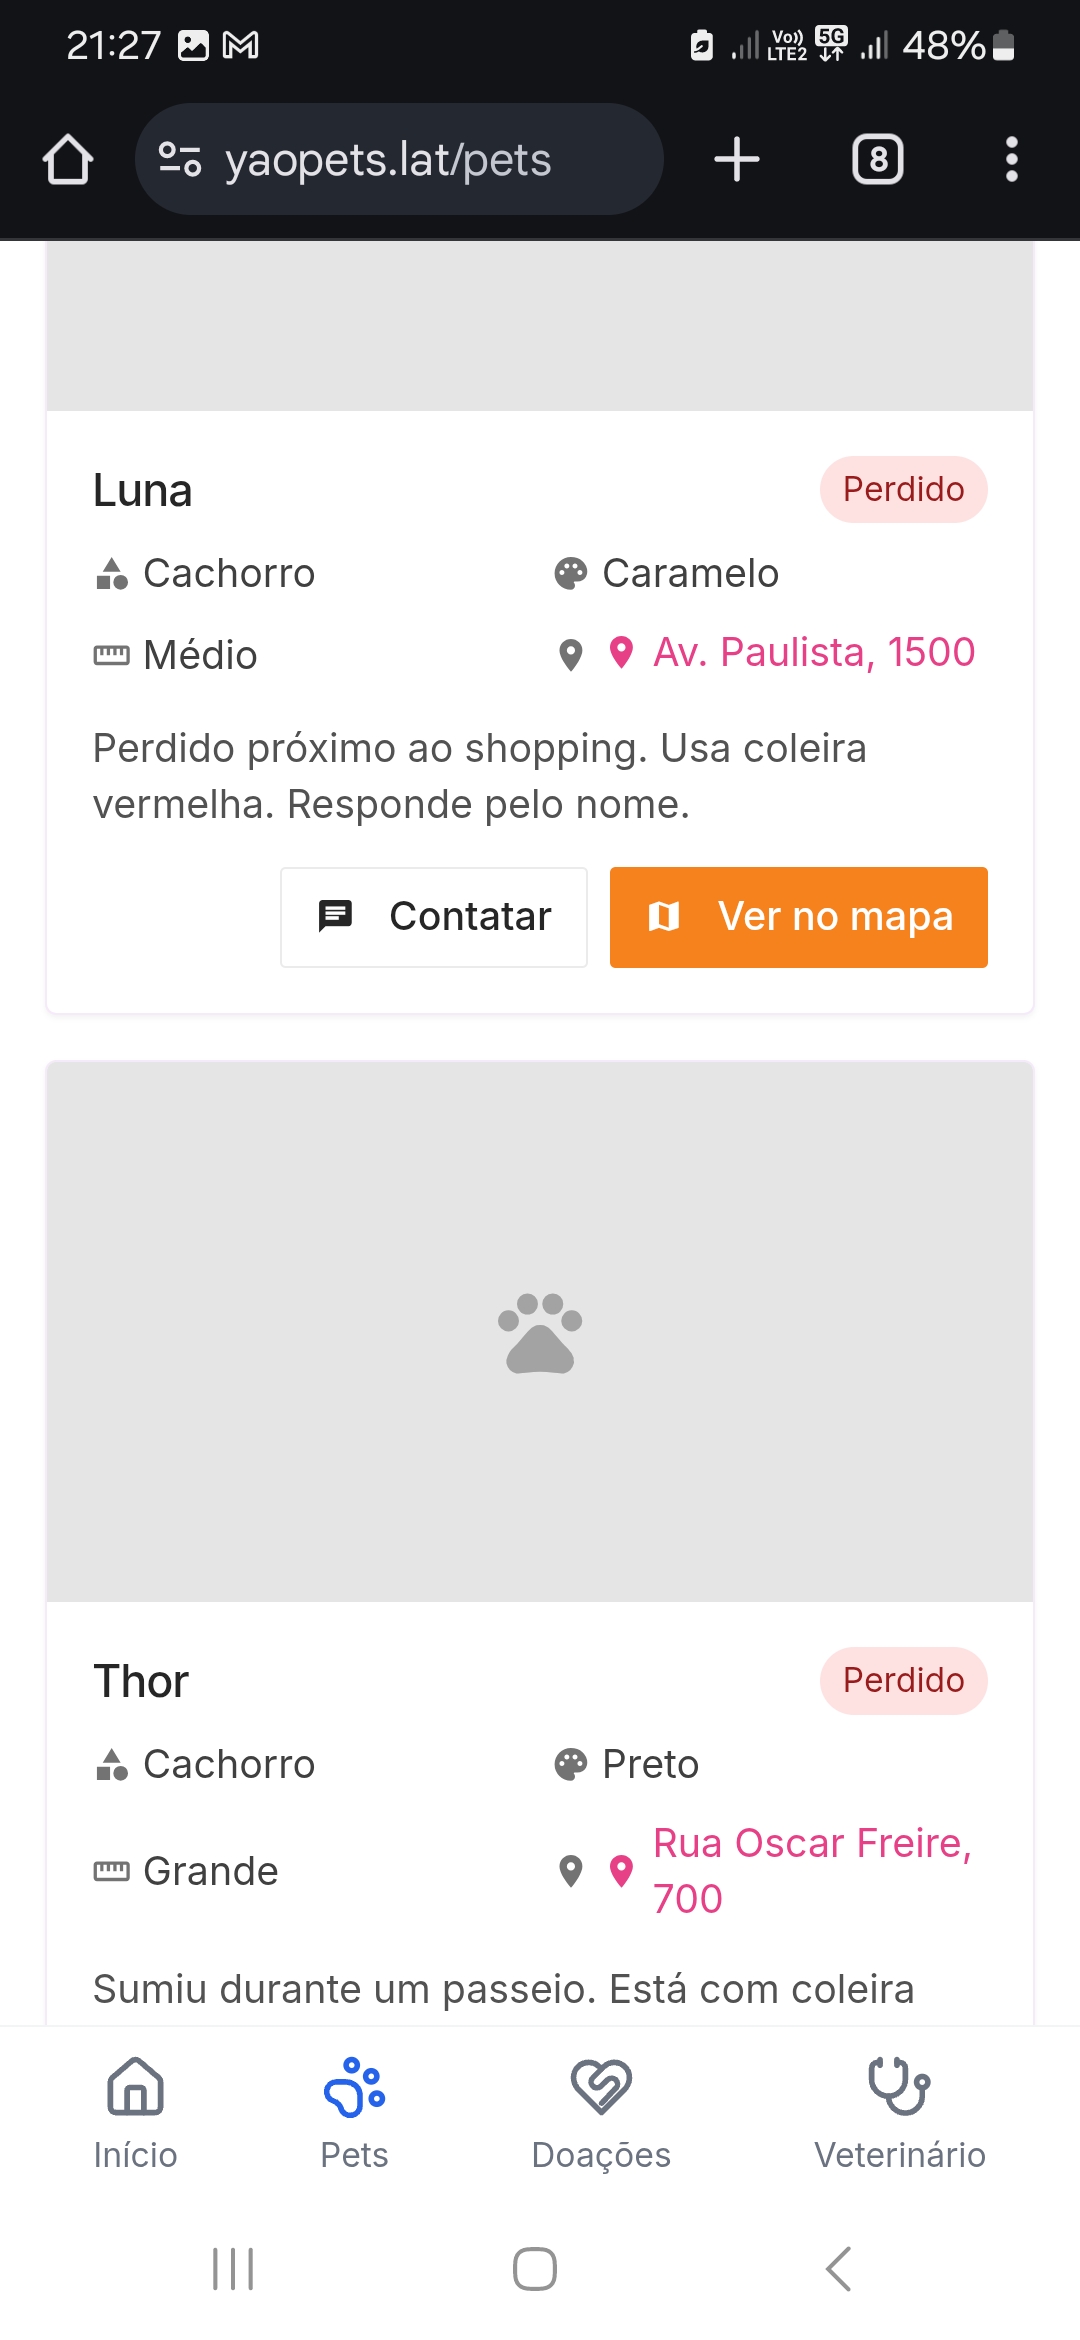 21:27
Vo)) LTE2 5G 48%
yaopets.lat/pets
8
Luna
Perdido
Cachorro
Caramelo
Médio
Av. Paulista, 1500
Perdido próximo ao shopping. Usa coleira
vermelha. Responde pelo nome.
Contatar
Ver no mapa
Thor
Perdido
Cachorro
Preto
Grande
Rua Oscar Freire,
700
Sumiu durante um passeio. Está com coleira
Início
Pets
Doações
Veterinário